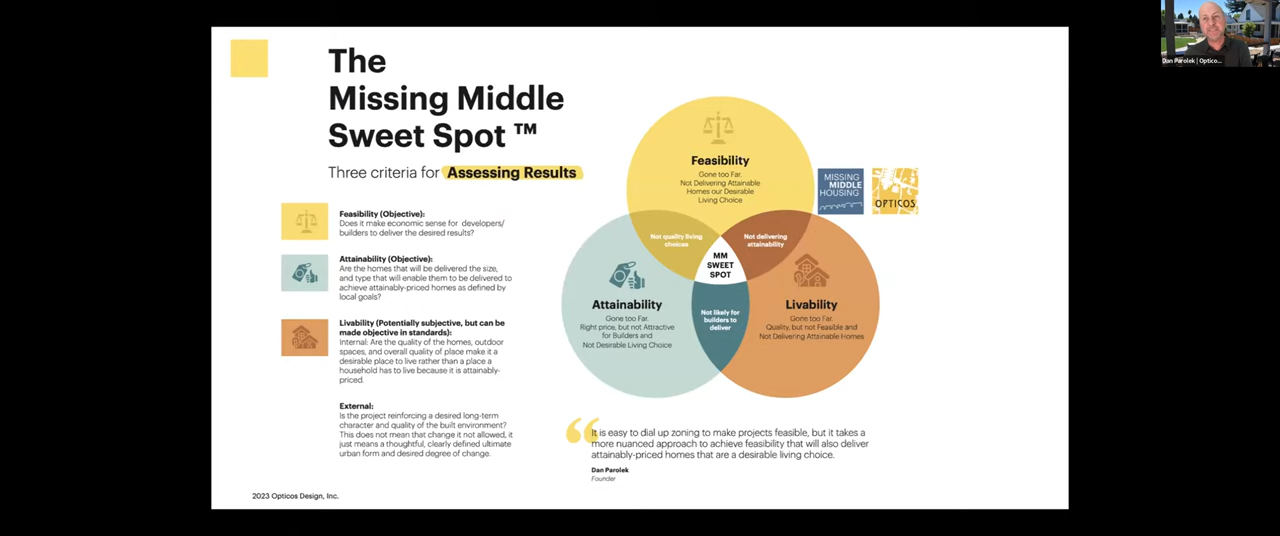 The
Missing Middle
Sweet Spot ™
Three criteria for Assessing Results
Feasibility (Objective):
Does it make economic sense for developers/
builders to deliver the desired results?
Attainability (Objective):
Are the homes that will be delivered the size,
and type that will enable them to be delivered to
achieve attainably-priced homes as defined by
local goals?
Livability (Potentially subjective, but can be
made objective in standards):
Internal: Are the quality of the homes, outdoor
spaces, and overall quality of place make it a
desirable place to live rather than a place a
household has to live because it is attainably-
priced.
External:
Is the project reinforcing a desired long-term
character and quality of the built environment?
This does not mean that change it not allowed, it
just means a thoughtful, clearly defined ultimate
urban form and desired degree of change.
2023 Opticos Design, Inc.
Feasibility
Gone too Far.
Not Delivering Attainable
Homes our Desirable
Living Choice
Not quality living
choices
Not delivering
attainability
MM
SWEET
SPOT
Attainability
Gone too Far.
Right price, but not Attractive
for Builders and
Not Desirable Living Choice
Not likely for
builders to
deliver
Livability
Gone too Far.
Quality, but not Feasible and
Not Delivering Attainable Homes
MISSING
MIDDLE
HOUSING
OPTICOS
“It is easy to dial up zoning to make projects feasible, but it takes a
more nuanced approach to achieve feasibility that will also deliver
attainably-priced homes that are a desirable living choice.
Dan Parolek
Founder
Dan Parolek | Optico...